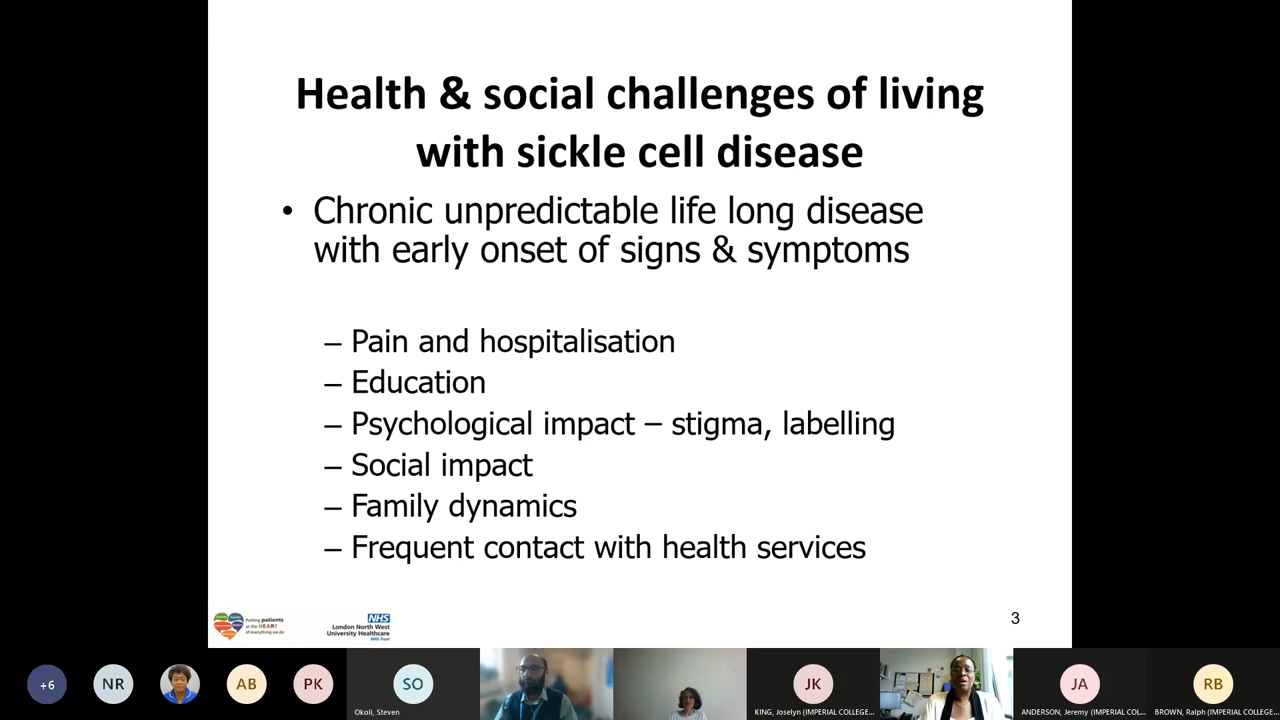 Health & social challenges of living
with sickle cell disease
• Chronic unpredictable life long disease
with early onset of signs & symptoms
– Pain and hospitalisation
– Education
– Psychological impact – stigma, labelling
– Social impact
– Family dynamics
– Frequent contact with health services
Putting patients
at the HEART
of everything we do
NHS
London North West
University Healthcare
NHS Trust
3
+6
NR
AB
PK
SO
Okoli, Steven
JK
KING, Joselyn (IMPERIAL COLLEGE...
JA
ANDERSON, Jeremy (IMPERIAL COL...
RB
BROWN, Ralph (IMPERIAL COLLEGE...